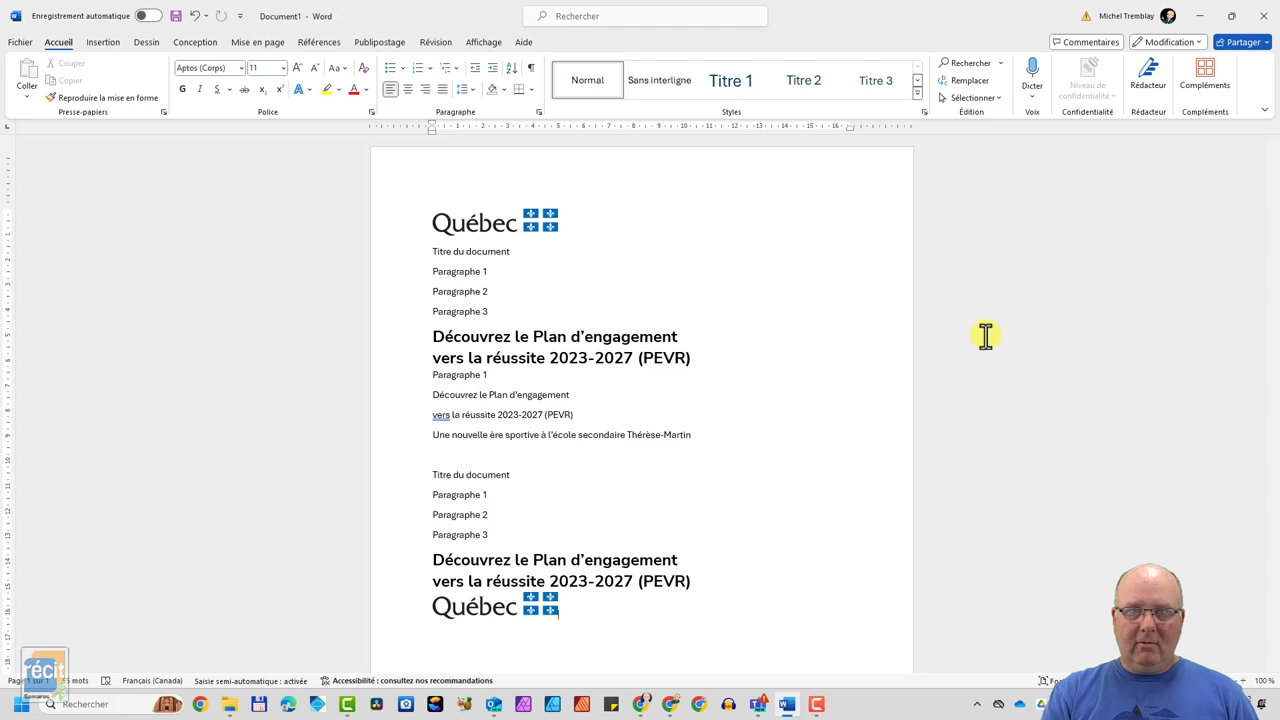 Enregistrement automatique
Document1 - Word
Rechercher
Michel Tremblay
Fichier Accueil Insertion Dessin Conception Mise en page Références Publipostage Révision Affichage Aide
Commentaires Modification Partager
Coller
Couper
Copier
Reproduire la mise en forme
Presse-papiers
Aptos (Corps) 11
Police
Paragraphe
Normal Sans interligne Titre 1 Titre 2 Titre 3
Styles
Rechercher
Remplacer
Sélectionner
Édition
Dicter
Voix
Niveau de
confidentialité
Confidentialité
Rédacteur
Rédacteur
Compléments
Compléments
Québec
Titre du document
Paragraphe 1
Paragraphe 2
Paragraphe 3
Découvrez le Plan d’engagement
vers la réussite 2023-2027 (PEVR)
Paragraphe 1
Découvrez le Plan d’engagement
vers la réussite 2023-2027 (PEVR)
Une nouvelle ère sportive à l’école secondaire Thérèse-Martin
Titre du document
Paragraphe 1
Paragraphe 2
Paragraphe 3
Découvrez le Plan d’engagement
vers la réussite 2023-2027 (PEVR)
Québec
récit
Page 1 sur 1 mots Français (Canada) Saisie semi-automatique : activée Accessibilité : consultez nos recommandations 100 %
Rechercher